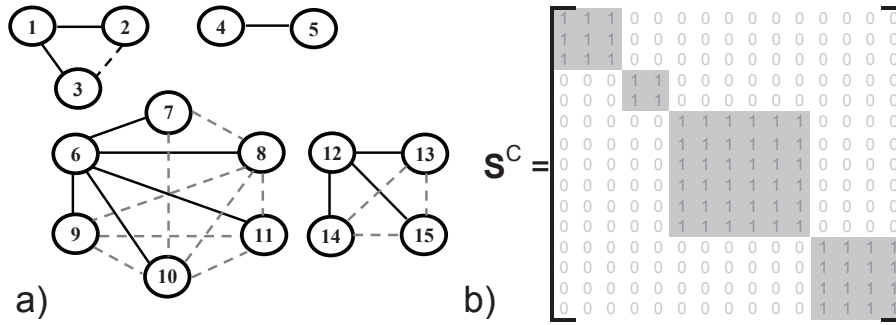 1 2
3
4 5
6
7
8
9
10
11
12 13
14 15
a)
S^C =
1 1 1 0 0 0 0 0 0 0 0 0 0 0 0
1 1 1 0 0 0 0 0 0 0 0 0 0 0 0
1 1 1 0 0 0 0 0 0 0 0 0 0 0 0
0 0 0 1 1 0 0 0 0 0 0 0 0 0 0
0 0 0 1 1 0 0 0 0 0 0 0 0 0 0
0 0 0 0 0 1 1 1 1 1 1 0 0 0 0
0 0 0 0 0 1 1 1 1 1 1 0 0 0 0
0 0 0 0 0 1 1 1 1 1 1 0 0 0 0
0 0 0 0 0 1 1 1 1 1 1 0 0 0 0
0 0 0 0 0 1 1 1 1 1 1 0 0 0 0
0 0 0 0 0 1 1 1 1 1 1 0 0 0 0
0 0 0 0 0 0 0 0 0 0 0 1 1 1 1
0 0 0 0 0 0 0 0 0 0 0 1 1 1 1
0 0 0 0 0 0 0 0 0 0 0 1 1 1 1
0 0 0 0 0 0 0 0 0 0 0 1 1 1 1
b)